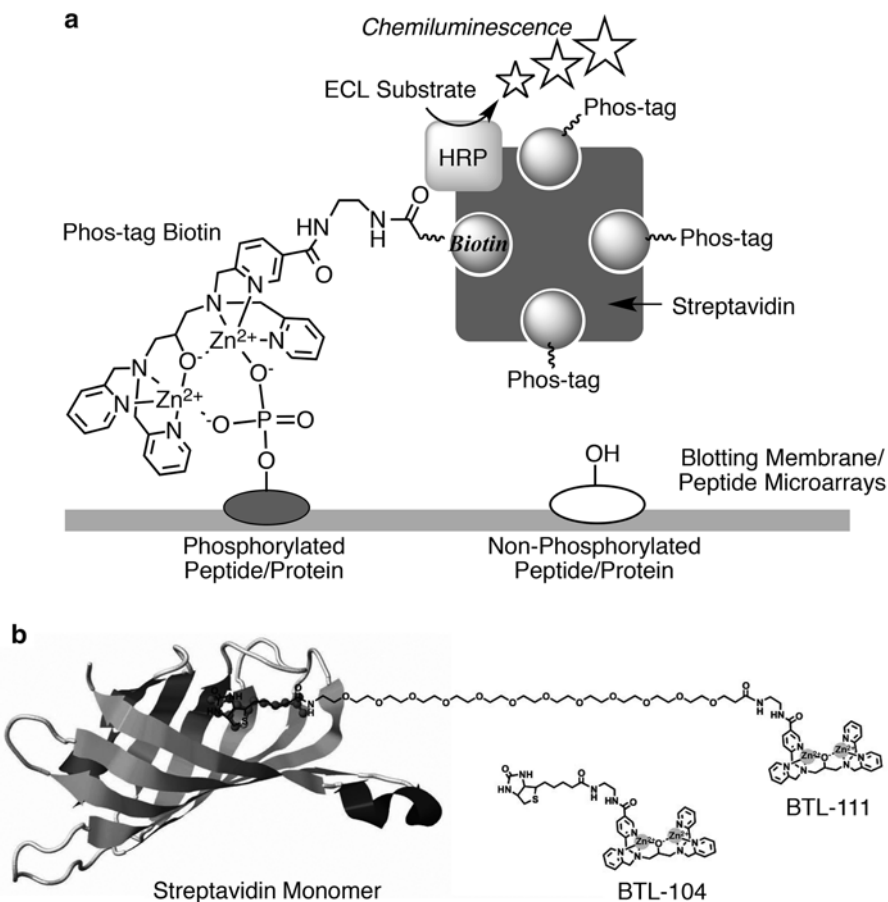 a
Chemiluminescence
ECL Substrate
Phos-tag
HRP
O
H
N
N
H
Phos-tag Biotin
Biotin
Phos-tag
O
N
N
N
Zn2+
N
Streptavidin
O-
N
Zn2+
N
O-
Phos-tag
-O
P
O
N
O
OH
Blotting Membrane/
Peptide Microarrays
Phosphorylated
Peptide/Protein
Non-Phosphorylated
Peptide/Protein
b
BTL-111
Streptavidin Monomer
BTL-104